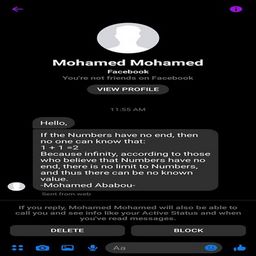 Mohamed Mohamed
Facebook
You're not friends on Facebook
VIEW PROFILE
11:55 AM
Hello,
If the Numbers have no end, then
no one can know that:
1 + 1 =2
Because infinity, according to those
who believe that Numbers have no
end, there is no limit to Numbers,
and thus there can be no known
value.
-Mohamed Ababou-
Sent from web
If you reply, Mohamed Mohamed will also be able to
call you and see info like your Active Status and when
you've read messages.
DELETE
BLOCK
Aa